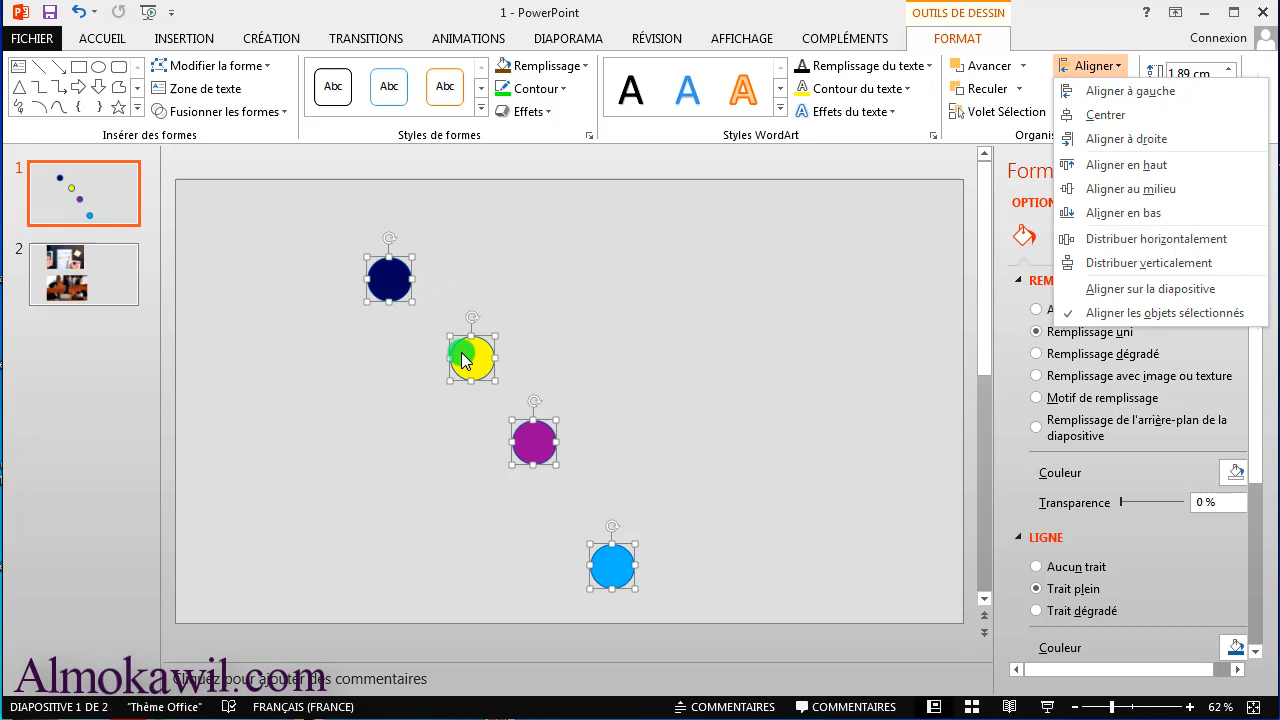 1 - PowerPoint
OUTILS DE DESSIN
FICHIER
ACCUEIL
INSERTION
CRÉATION
TRANSITIONS
ANIMATIONS
DIAPORAMA
RÉVISION
AFFICHAGE
COMPLÉMENTS
FORMAT
Connexion
Modifier la forme
Zone de texte
Fusionner les formes
Insérer des formes
Abc
Abc
Abc
Remplissage
Contour
Effets
Styles de formes
A
A
A
Remplissage du texte
Contour du texte
Effets du texte
Styles WordArt
Avancer
Reculer
Volet Sélection
Organis
Aligner
1,89 cm
Aligner à gauche
Centrer
Aligner à droite
Aligner en haut
Aligner au milieu
Aligner en bas
Distribuer horizontalement
Distribuer verticalement
Aligner sur la diapositive
Aligner les objets sélectionnés
1
2
Form
OPTION
REM
A
Remplissage uni
Remplissage dégradé
Remplissage avec image ou texture
Motif de remplissage
Remplissage de l'arrière-plan de la
diapositive
Couleur
Transparence
0 %
LIGNE
Aucun trait
Trait plein
Trait dégradé
Couleur
Cliquez pour ajouter des commentaires
Almokawil.com
DIAPOSITIVE 1 DE 2
"Thème Office"
FRANÇAIS (FRANCE)
COMMENTAIRES
COMMENTAIRES
62 %